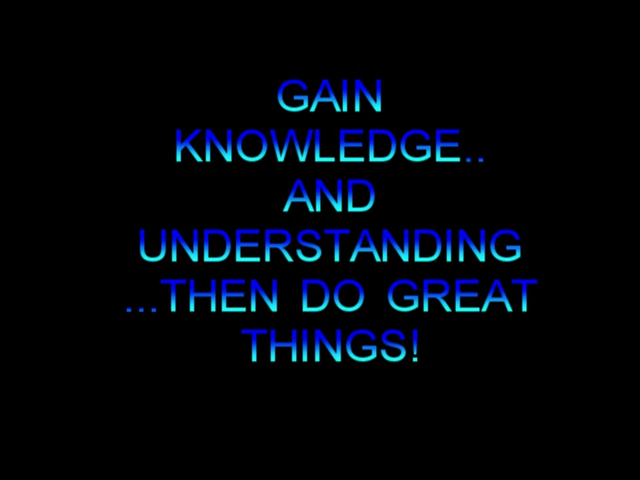 GAIN
KNOWLEDGE..
AND
UNDERSTANDING
...THEN DO GREAT
THINGS!